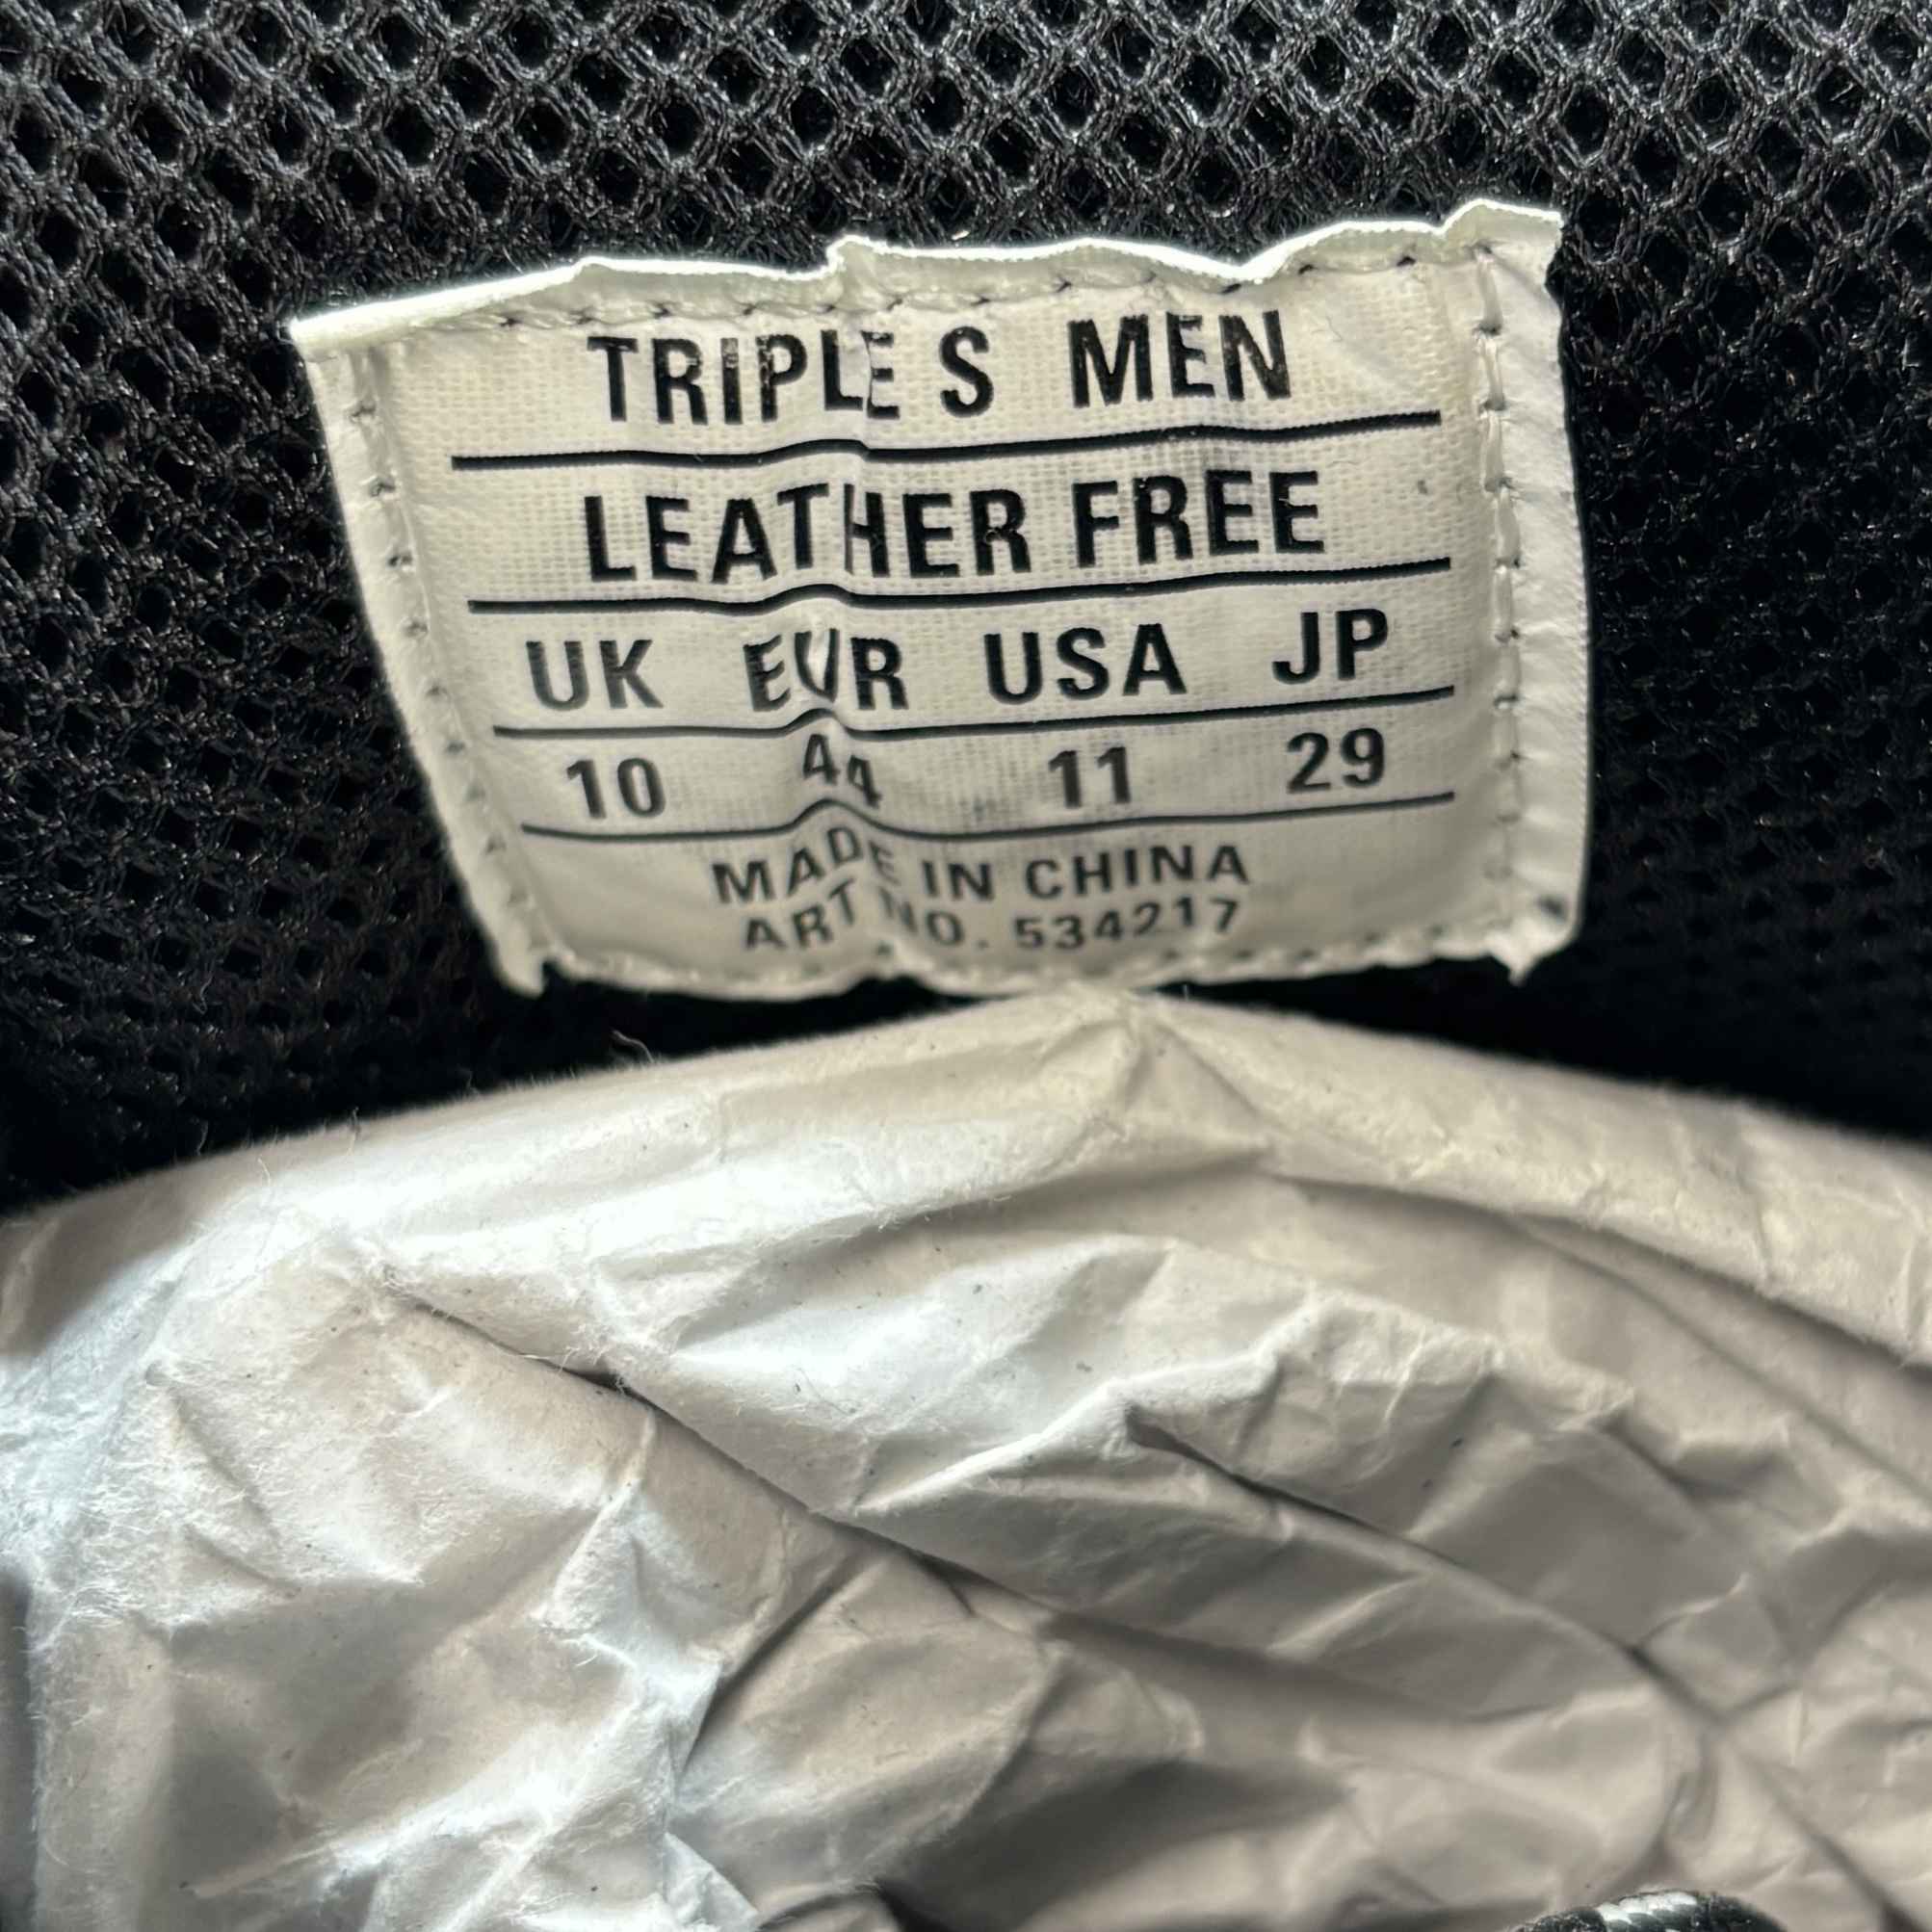 TRIPLE S MEN
LEATHER FREE
UK EUR USA JP
10 44 11 29
MADE IN CHINA
ART NO. 534217